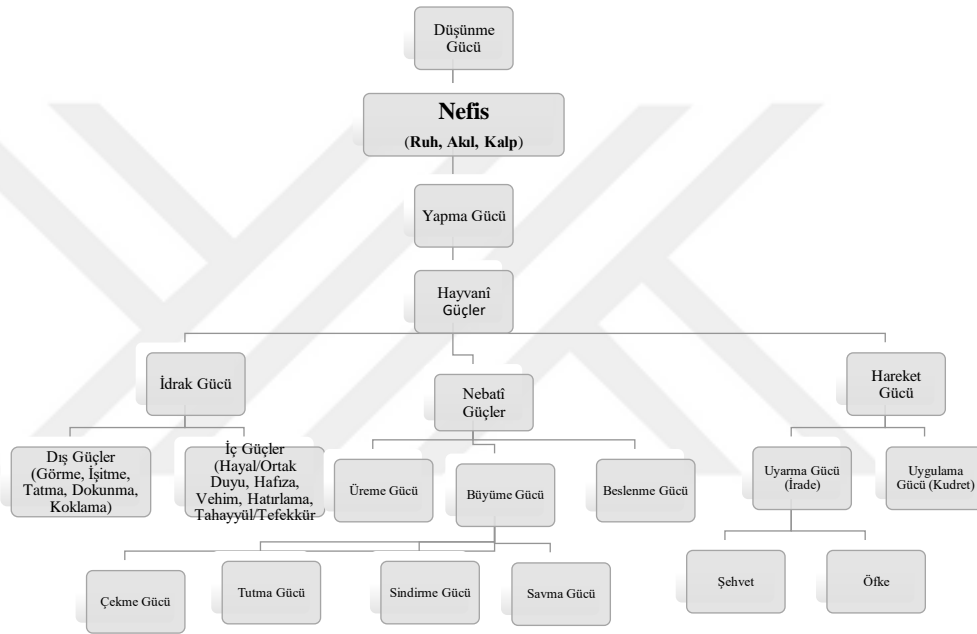 Düşünme
Gücü
Nefis
(Ruh, Akıl, Kalp)
Yapma Gücü
Hayvanî
Güçler
İdrak Gücü
Nebatî
Güçler
Hareket
Gücü
Dış Güçler
(Görme, İşitme,
Tatma, Dokunma,
Koklama)
İç Güçler
(Hayal/Ortak
Duyu, Hafıza,
Vehim, Hatırlama,
Tahayyül/Tefekkür
Üreme Gücü
Büyüme Gücü
Beslenme Gücü
Uyarma Gücü
(İrade)
Uygulama
Gücü (Kudret)
Çekme Gücü
Tutma Gücü
Sindirme Gücü
Savma Gücü
Şehvet
Öfke